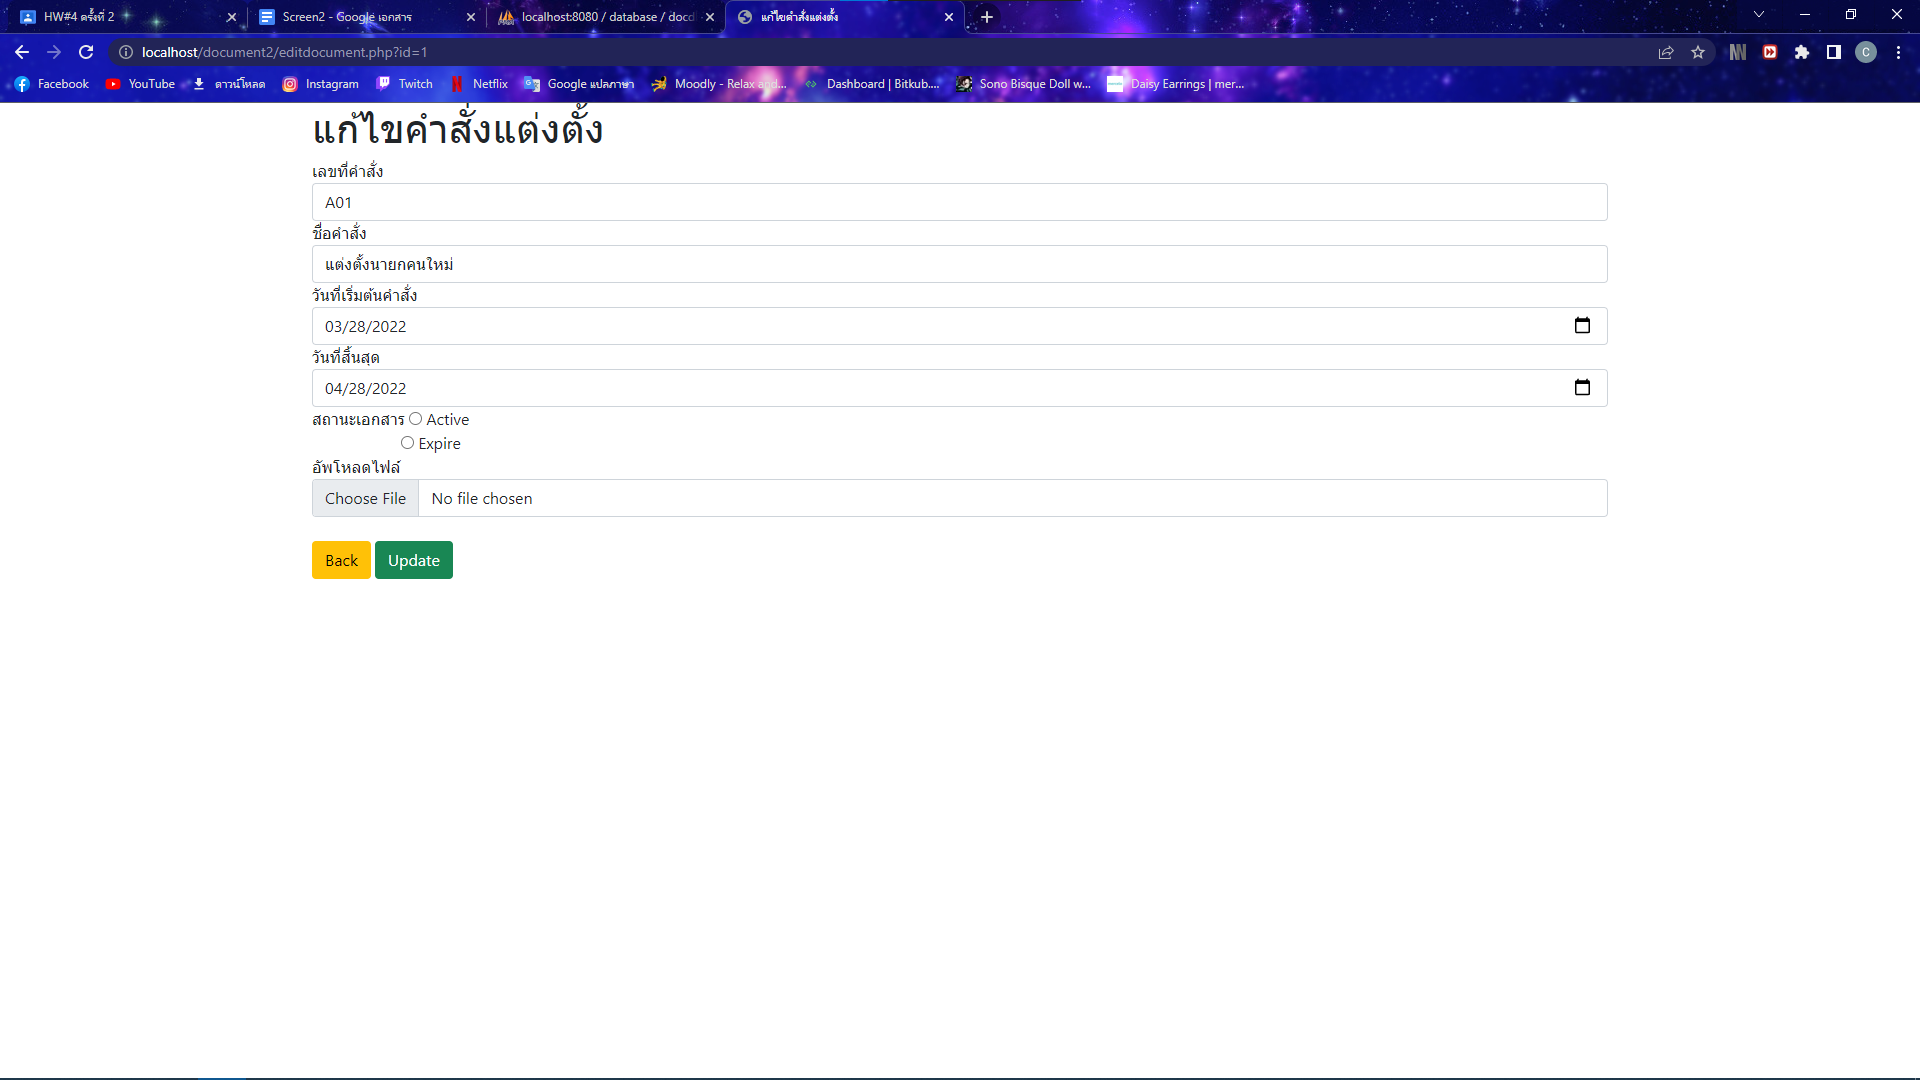 HW#4 ครั้งที่ 2
Screen2 - Google เอกสาร
localhost:8080 / database / docd
แก้ไขคำสั่งแต่งตั้ง
localhost/document2/editdocument.php?id=1
C
Facebook
YouTube
ดาวน์โหลด
Instagram
Twitch
Netflix
Google แปลภาษา
Moodly - Relax and...
Dashboard | Bitkub....
Sono Bisque Doll w...
Daisy Earrings | mer...
แก้ไขคำสั่งแต่งตั้ง
เลขที่คำสั่ง
A01
ชื่อคำสั่ง
แต่งตั้งนายกคนใหม่
วันที่เริ่มต้นคำสั่ง
03/28/2022
วันที่สิ้นสุด
04/28/2022
สถานะเอกสาร Active
Expire
อัพโหลดไฟล์
Choose File No file chosen
Back Update